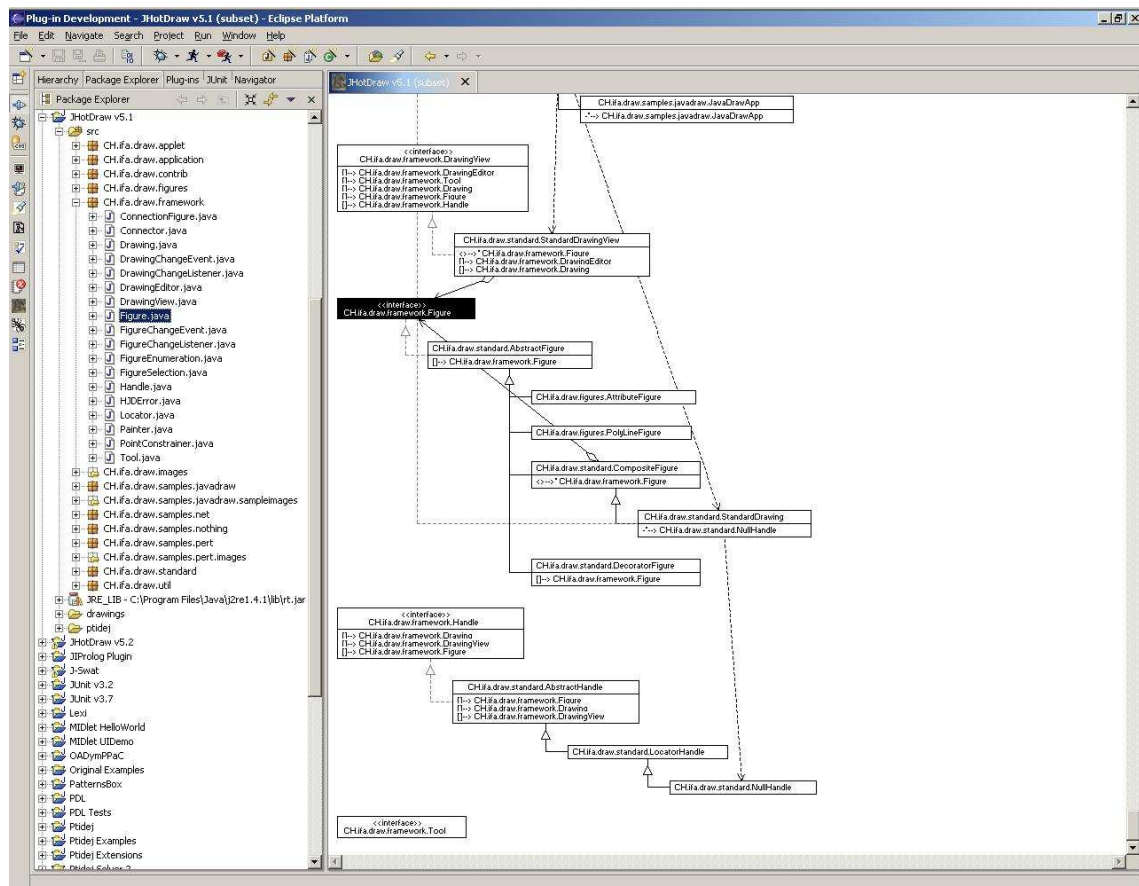 Plug-in Development - JHotDraw v5.1 (subset) - Eclipse Platform
File Edit Navigate Search Project Run Window Help
Hierarchy Package Explorer Plug-ins JUnit Navigator
Package Explorer
JHotDraw v5.1
src
CH.ifa.draw.applet
CH.ifa.draw.application
CH.ifa.draw.contrib
CH.ifa.draw.figures
CH.ifa.draw.framework
ConnectionFigure.java
Connector.java
Drawing.java
DrawingChangeEvent.java
DrawingChangeListener.java
DrawingEditor.java
DrawingView.java
Figure.java
FigureChangeEvent.java
FigureChangeListener.java
FigureEnumeration.java
FigureSelection.java
Handle.java
HJDError.java
Locator.java
Painter.java
PointConstrainer.java
Tool.java
CH.ifa.draw.images
CH.ifa.draw.samples.javadraw
CH.ifa.draw.samples.javadraw.sampleimages
CH.ifa.draw.samples.net
CH.ifa.draw.samples.nothing
CH.ifa.draw.samples.pert
CH.ifa.draw.samples.pert.images
CH.ifa.draw.standard
CH.ifa.draw.util
JRE_LIB - C:\Program Files\Java\j2re1.4.1\lib\rt.jar
drawings
ptidej
JHotDraw v5.2
JIProlog Plugin
J-Swat
JUnit v3.2
JUnit v3.7
Lexi
MIDlet HelloWorld
MIDlet UIDemo
OADymPPaC
Original Examples
PatternsBox
PDL
PDL Tests
Ptidej
Ptidej Examples
Ptidej Extensions
Ptidej Solver 2
JHotDraw v5.1 (subset)
CH.ifa.draw.samples.javadraw.JavaDrawApp
-*--> CH.ifa.draw.samples.javadraw.JavaDrawApp
<<interface>>
CH.ifa.draw.framework.DrawingView
[]--> CH.ifa.draw.framework.DrawingEditor
[]--> CH.ifa.draw.framework.Tool
[]--> CH.ifa.draw.framework.Drawing
[]--> CH.ifa.draw.framework.Figure
[]--> CH.ifa.draw.framework.Handle
CH.ifa.draw.standard.StandardDrawingView
<>-->* CH.ifa.draw.framework.Figure
[]--> CH.ifa.draw.framework.DrawingEditor
[]--> CH.ifa.draw.framework.Drawing
<<interface>>
CH.ifa.draw.framework.Figure
CH.ifa.draw.standard.AbstractFigure
[]--> CH.ifa.draw.framework.Figure
CH.ifa.draw.figures.AttributeFigure
CH.ifa.draw.figures.PolyLineFigure
CH.ifa.draw.standard.CompositeFigure
<>-->* CH.ifa.draw.framework.Figure
CH.ifa.draw.standard.StandardDrawing
-*--> CH.ifa.draw.standard.NullHandle
CH.ifa.draw.standard.DecoratorFigure
[]--> CH.ifa.draw.framework.Figure
<<interface>>
CH.ifa.draw.framework.Handle
[]--> CH.ifa.draw.framework.Drawing
[]--> CH.ifa.draw.framework.DrawingView
[]--> CH.ifa.draw.framework.Figure
CH.ifa.draw.standard.AbstractHandle
[]--> CH.ifa.draw.framework.Figure
[]--> CH.ifa.draw.framework.Drawing
[]--> CH.ifa.draw.framework.DrawingView
CH.ifa.draw.standard.LocatorHandle
CH.ifa.draw.standard.NullHandle
<<interface>>
CH.ifa.draw.framework.Tool